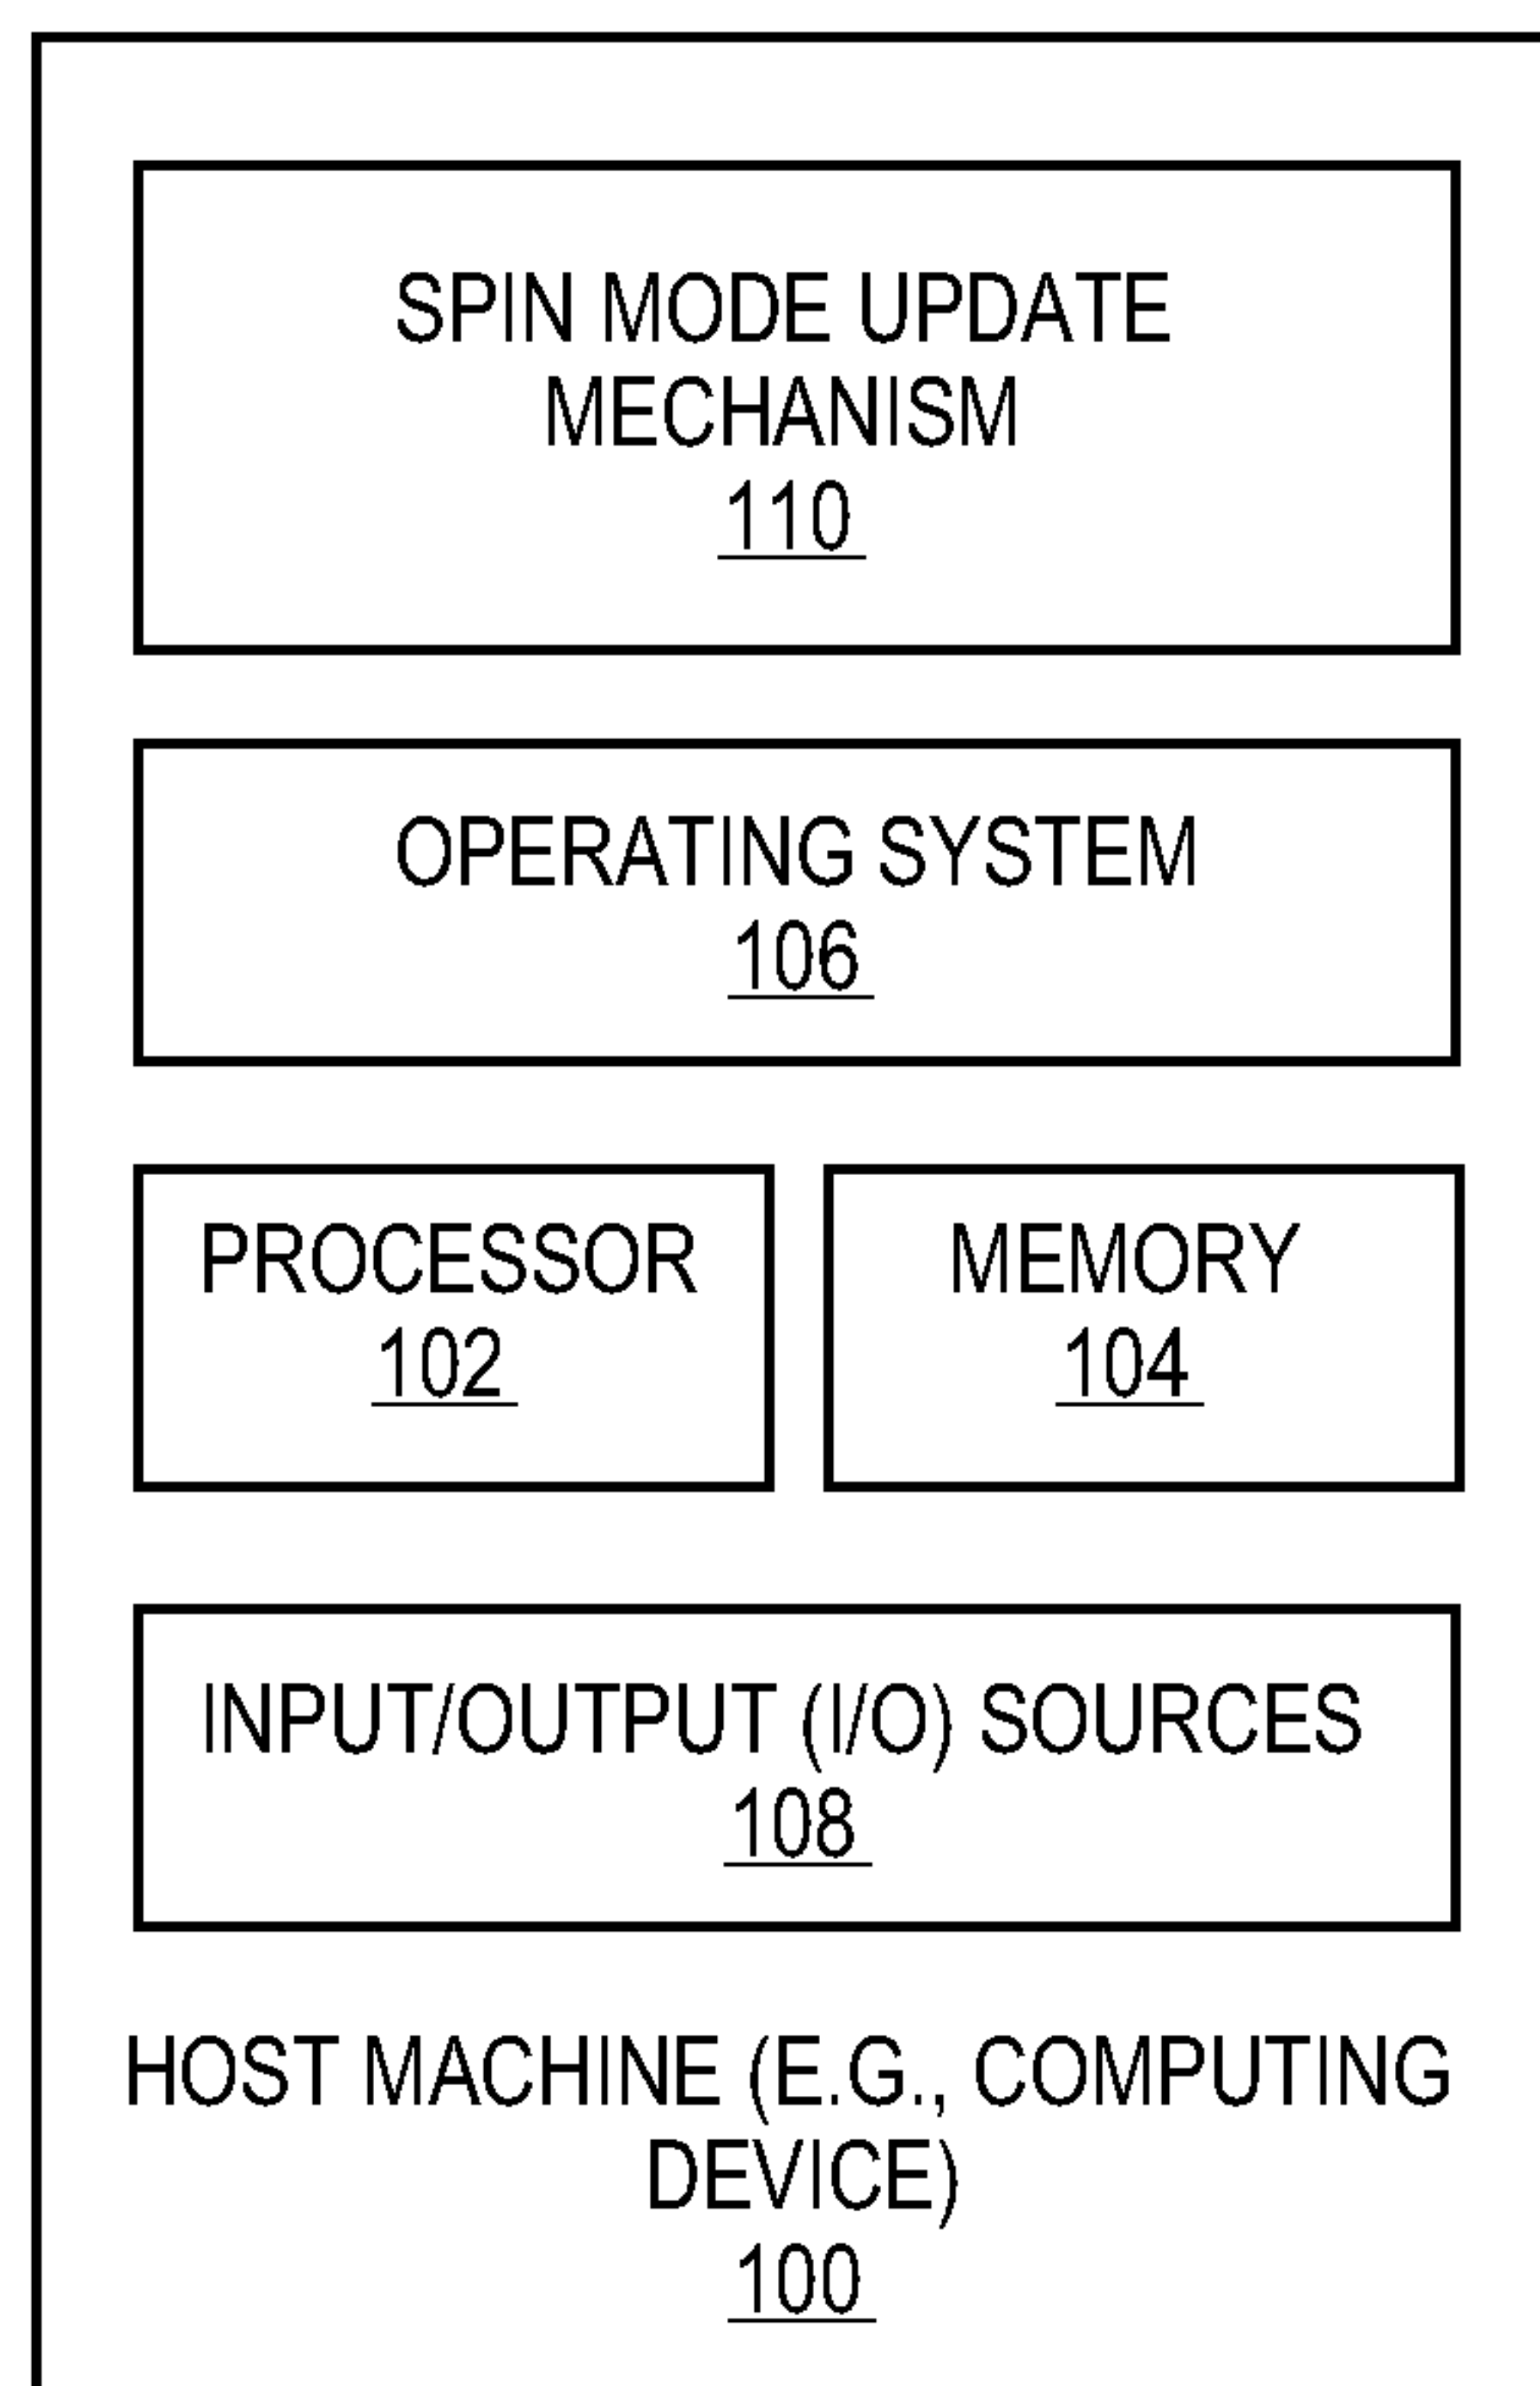 SPIN MODE UPDATE
MECHANISM
110
OPERATING SYSTEM
106
PROCESSOR
102
MEMORY
104
INPUT/OUTPUT (I/O) SOURCES
108
HOST MACHINE (E.G., COMPUTING
DEVICE)
100